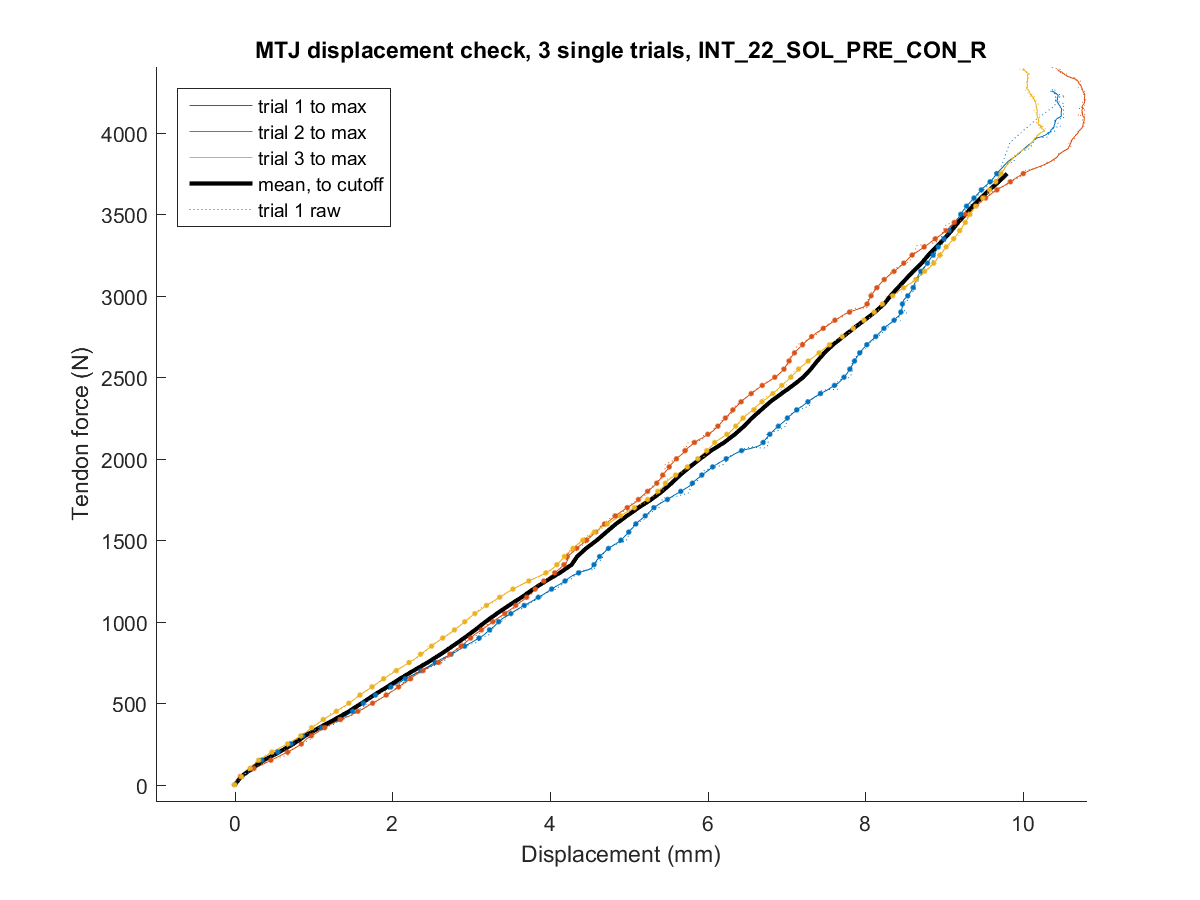 MTJ displacement check, 3 single trials, INT_22_SOL_PRE_CON_R
trial 1 to max
trial 2 to max
trial 3 to max
mean, to cutoff
trial 1 raw
Tendon force (N)
4000
3500
3000
2500
2000
1500
1000
500
0
0 2 4 6 8 10
Displacement (mm)